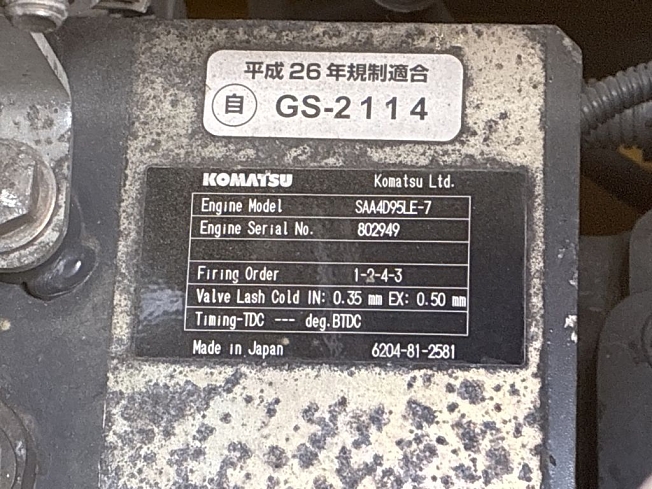 平成26年規制適合
自 GS-2114
KOMATSU Komatsu Ltd.
Engine Model SAA4D95LE-7
Engine Serial No. 802949
Firing Order 1-2-4-3
Valve Lash Cold IN: 0.35 mm EX: 0.50 mm
Timing-TDC --- deg.BTDC
Made in Japan 6204-81-2581